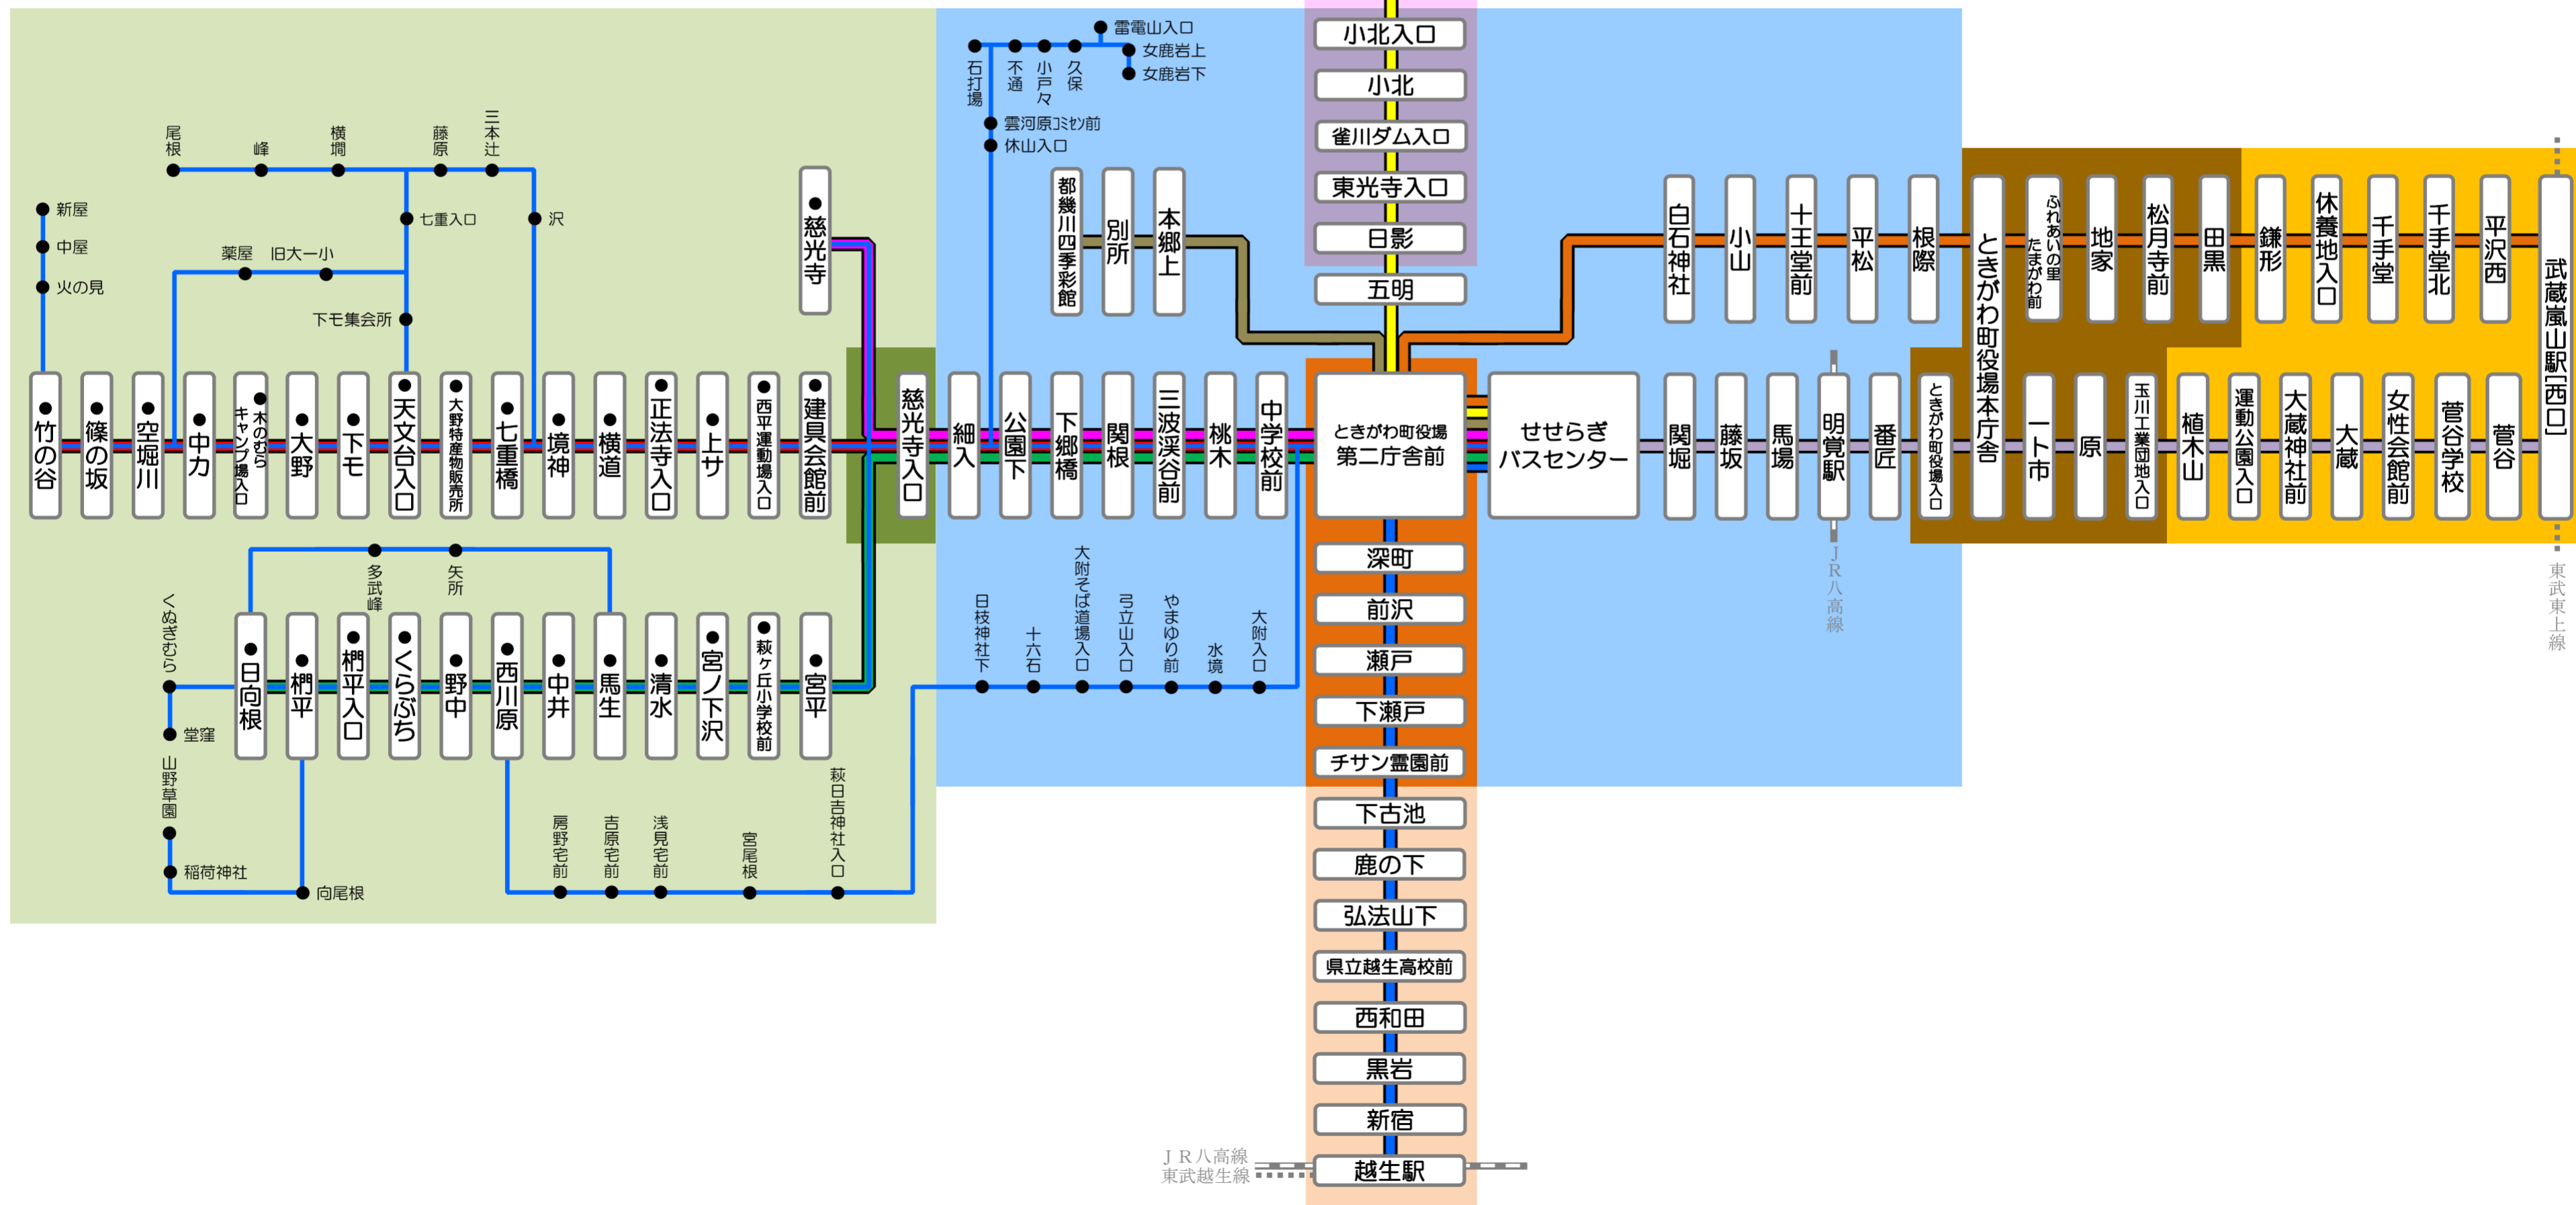 小北入口
小北
雀川ダム入口
東光寺入口
日影
五明
雷電山入口
女鹿岩上
女鹿岩下
石打場
不通
小戸々
久保
雲河原コミセン前
休山入口
尾根
峰
横墹
藤原
三本辻
七重入口
沢
新屋
中屋
火の見
薬屋
旧大一小
下モ集会所
慈光寺
都幾川四季彩館
別所
本郷上
白石神社
小山
十王堂前
平松
根際
ときがわ町役場本庁舎
ふれあいの里
たまがわ前
地家
松月寺前
田黒
鎌形
休養地入口
千手堂
千手堂北
平沢西
武蔵嵐山駅[西口]
竹の谷
篠の坂
空堀川
中力
木のむら
キャンプ場入口
大野
下モ
天文台入口
大野特産物販売所
七重橋
境神
横道
正法寺入口
上サ
西平運動場入口
建具会館前
慈光寺入口
細入
公園下
下郷橋
関根
三波渓谷前
桃木
中学校前
ときがわ町役場
第二庁舎前
せせらぎ
バスセンター
関堀
藤坂
馬場
明覚駅
番匠
ときがわ町役場入口
一ト市
原
玉川工業団地入口
植木山
運動公園入口
大蔵神社前
大蔵
女性会館前
菅谷学校
菅谷
JR八高線
東武東上線
多武峰
矢所
くぬぎむら
堂窪
山野草園
稲荷神社
向尾根
日向根
椚平
椚平入口
くらぶち
野中
西川原
中井
馬生
清水
宮ノ下沢
萩ヶ丘小学校前
宮平
房野宅前
吉原宅前
浅見宅前
宮尾根
萩日吉神社入口
日枝神社下
十六石
大附そば道場入口
弓立山入口
やまゆり前
水境
大附入口
深町
前沢
瀬戸
下瀬戸
チサン霊園前
下古池
鹿の下
弘法山下
県立越生高校前
西和田
黒岩
新宿
越生駅
JR八高線
東武越生線